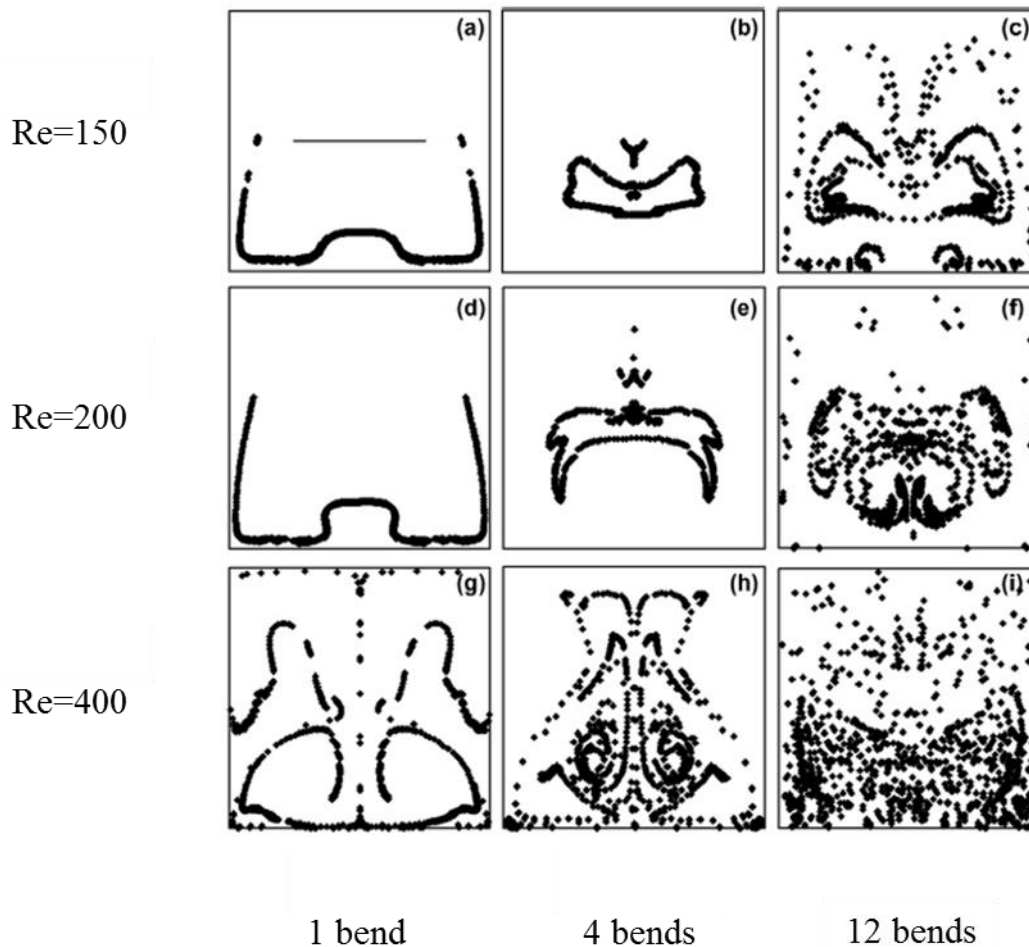 (a) (b) (c)
Re=150
(d) (e) (f)
Re=200
(g) (h) (i)
Re=400
1 bend 4 bends 12 bends